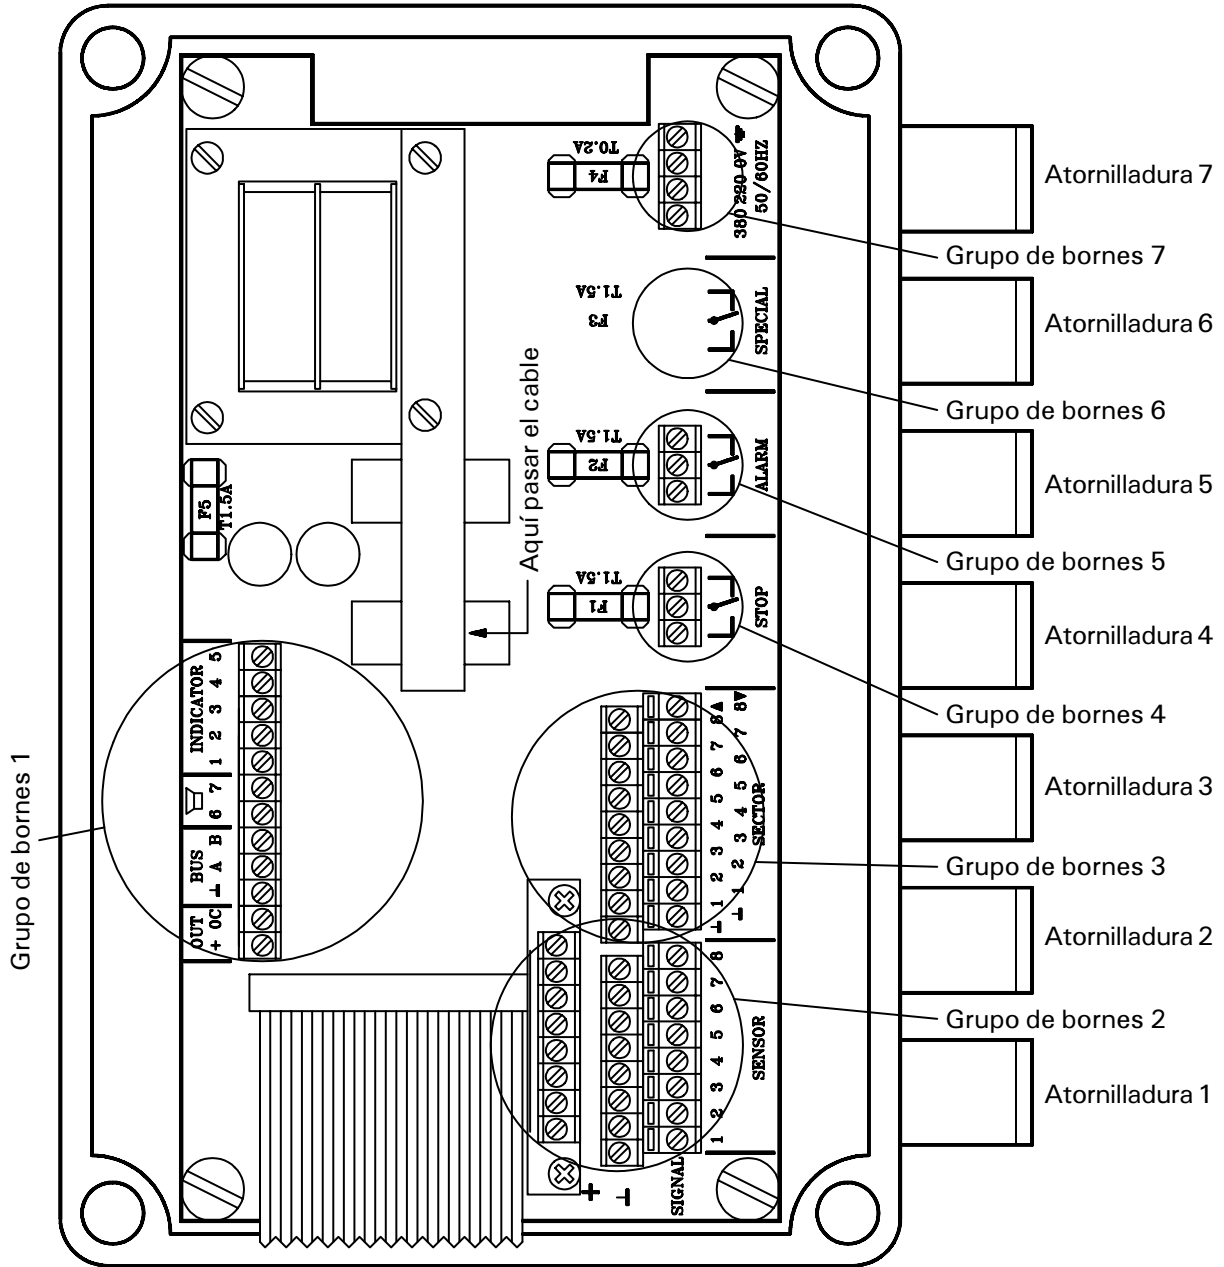 Atornilladura 7
Grupo de bornes 7
Atornilladura 6
Grupo de bornes 6
Atornilladura 5
Grupo de bornes 5
Atornilladura 4
Grupo de bornes 4
Atornilladura 3
Grupo de bornes 3
Atornilladura 2
Grupo de bornes 2
Atornilladura 1
Grupo de bornes 1
Aquí pasar el cable
T0.2A
F4
380 220 0V
50/60HZ
T1.5A
F3
SPECIAL
T1.5A
F2
ALARM
T1.5A
F1
STOP
F5
T1.5A
INDICATOR
1 2 3 4 5
6 7
BUS
⊥ A B
OUT
+ OC
SECTOR
⊥ 1 2 3 4 5 6 7 8▲
⊥ 1 2 3 4 5 6 7 8▼
SENSOR
1 2 3 4 5 6 7 8
SIGNAL
+ ⊥